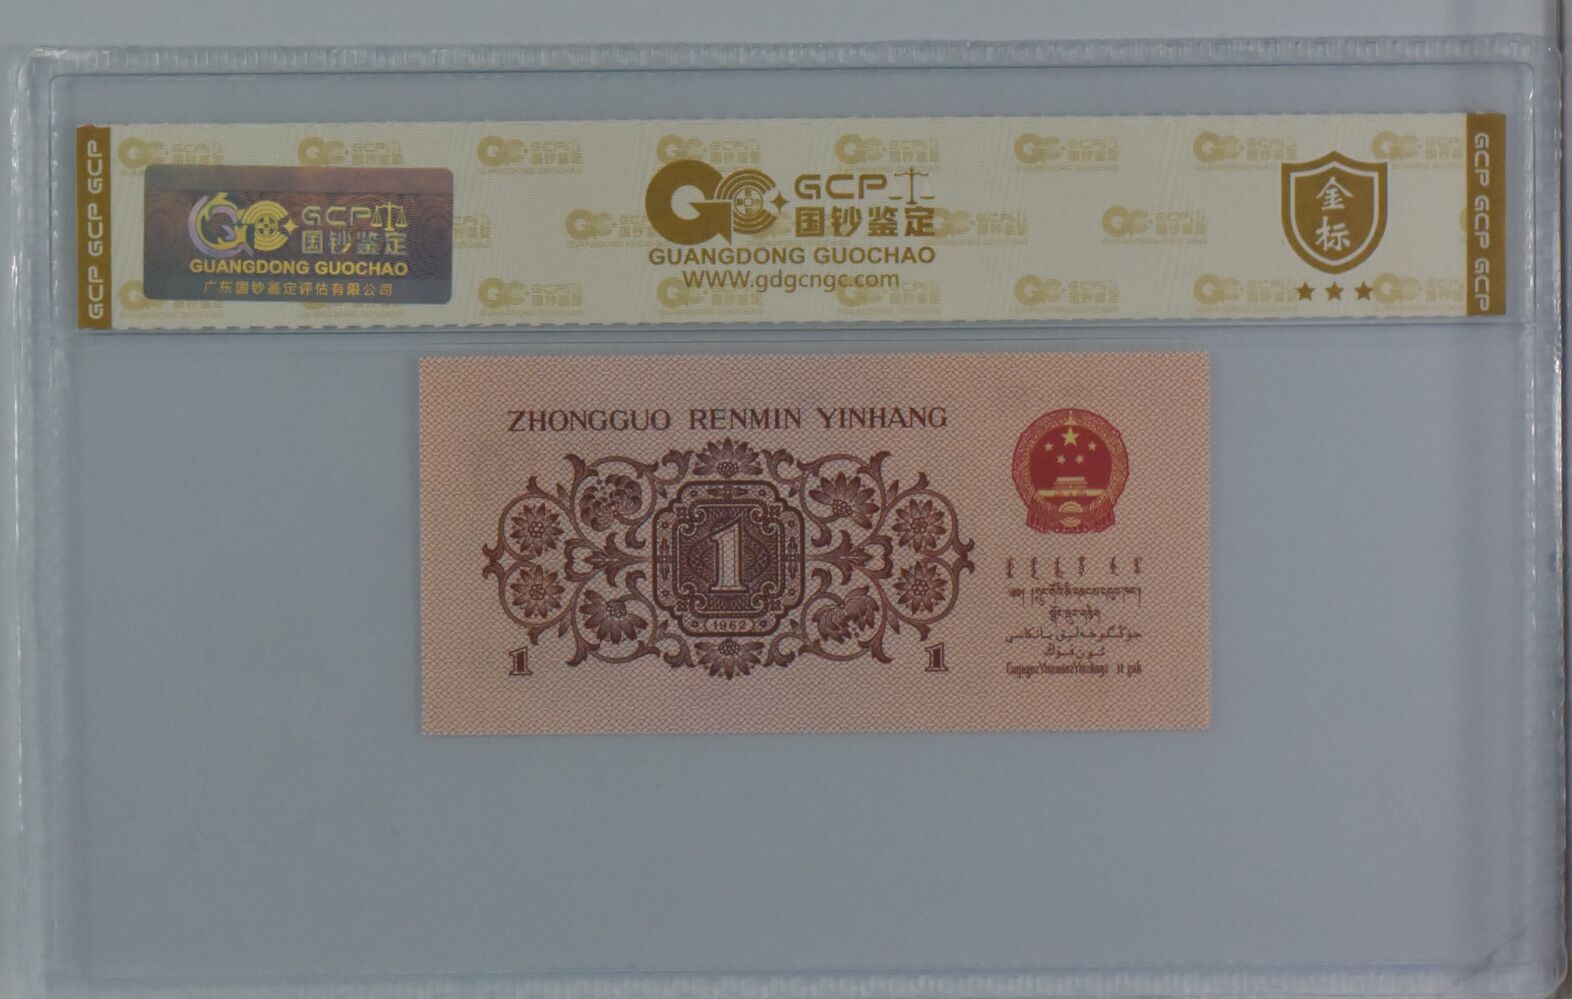 GCP GCP GCP
GCP
国钞鉴定
GUANGDONG GUOCHAO
广东国钞鉴定评估有限公司
GCP
国钞鉴定
GUANGDONG GUOCHAO
WWW.gdgcngc.com
金标
GCP GCP GCP
ZHONGGUO RENMIN YINHANG
1
1962
1
1
جۇڭگوخەلىق بانكاسى